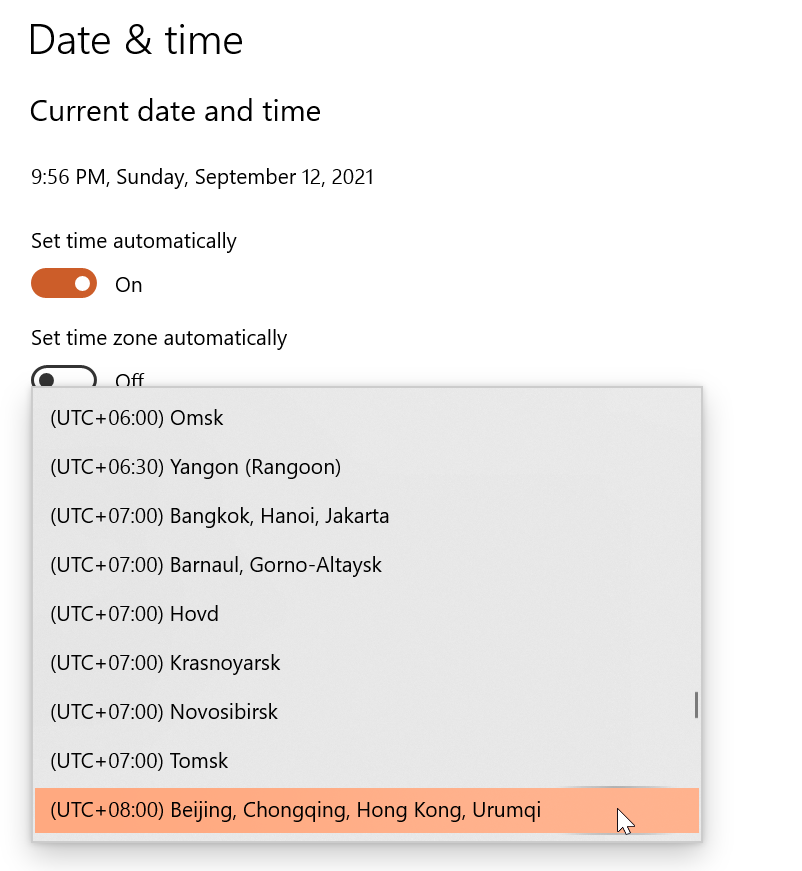 Date & time
Current date and time
9:56 PM, Sunday, September 12, 2021
Set time automatically
On
Set time zone automatically
Off
(UTC+06:00) Omsk
(UTC+06:30) Yangon (Rangoon)
(UTC+07:00) Bangkok, Hanoi, Jakarta
(UTC+07:00) Barnaul, Gorno-Altaysk
(UTC+07:00) Hovd
(UTC+07:00) Krasnoyarsk
(UTC+07:00) Novosibirsk
(UTC+07:00) Tomsk
(UTC+08:00) Beijing, Chongqing, Hong Kong, Urumqi